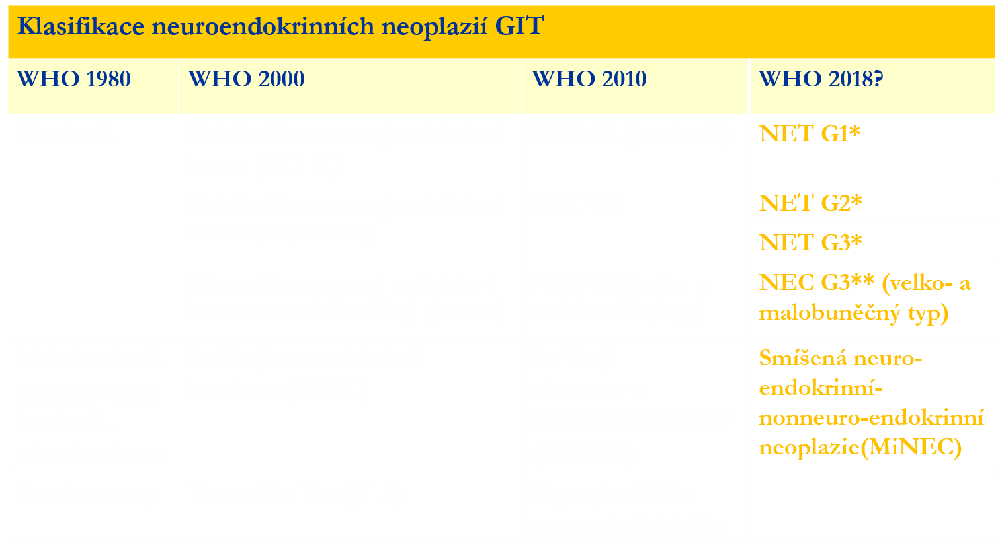 Klasifikace neuroendokrinních neoplazií GIT
WHO 1980
WHO 2000
WHO 2010
WHO 2018?
NET G1*
NET G2*
NET G3*
NEC G3** (velko- a
malobuněčný typ)
Smíšená neuro-
endokrinní-
nonneuro-endokrinní
neoplazie(MiNEC)